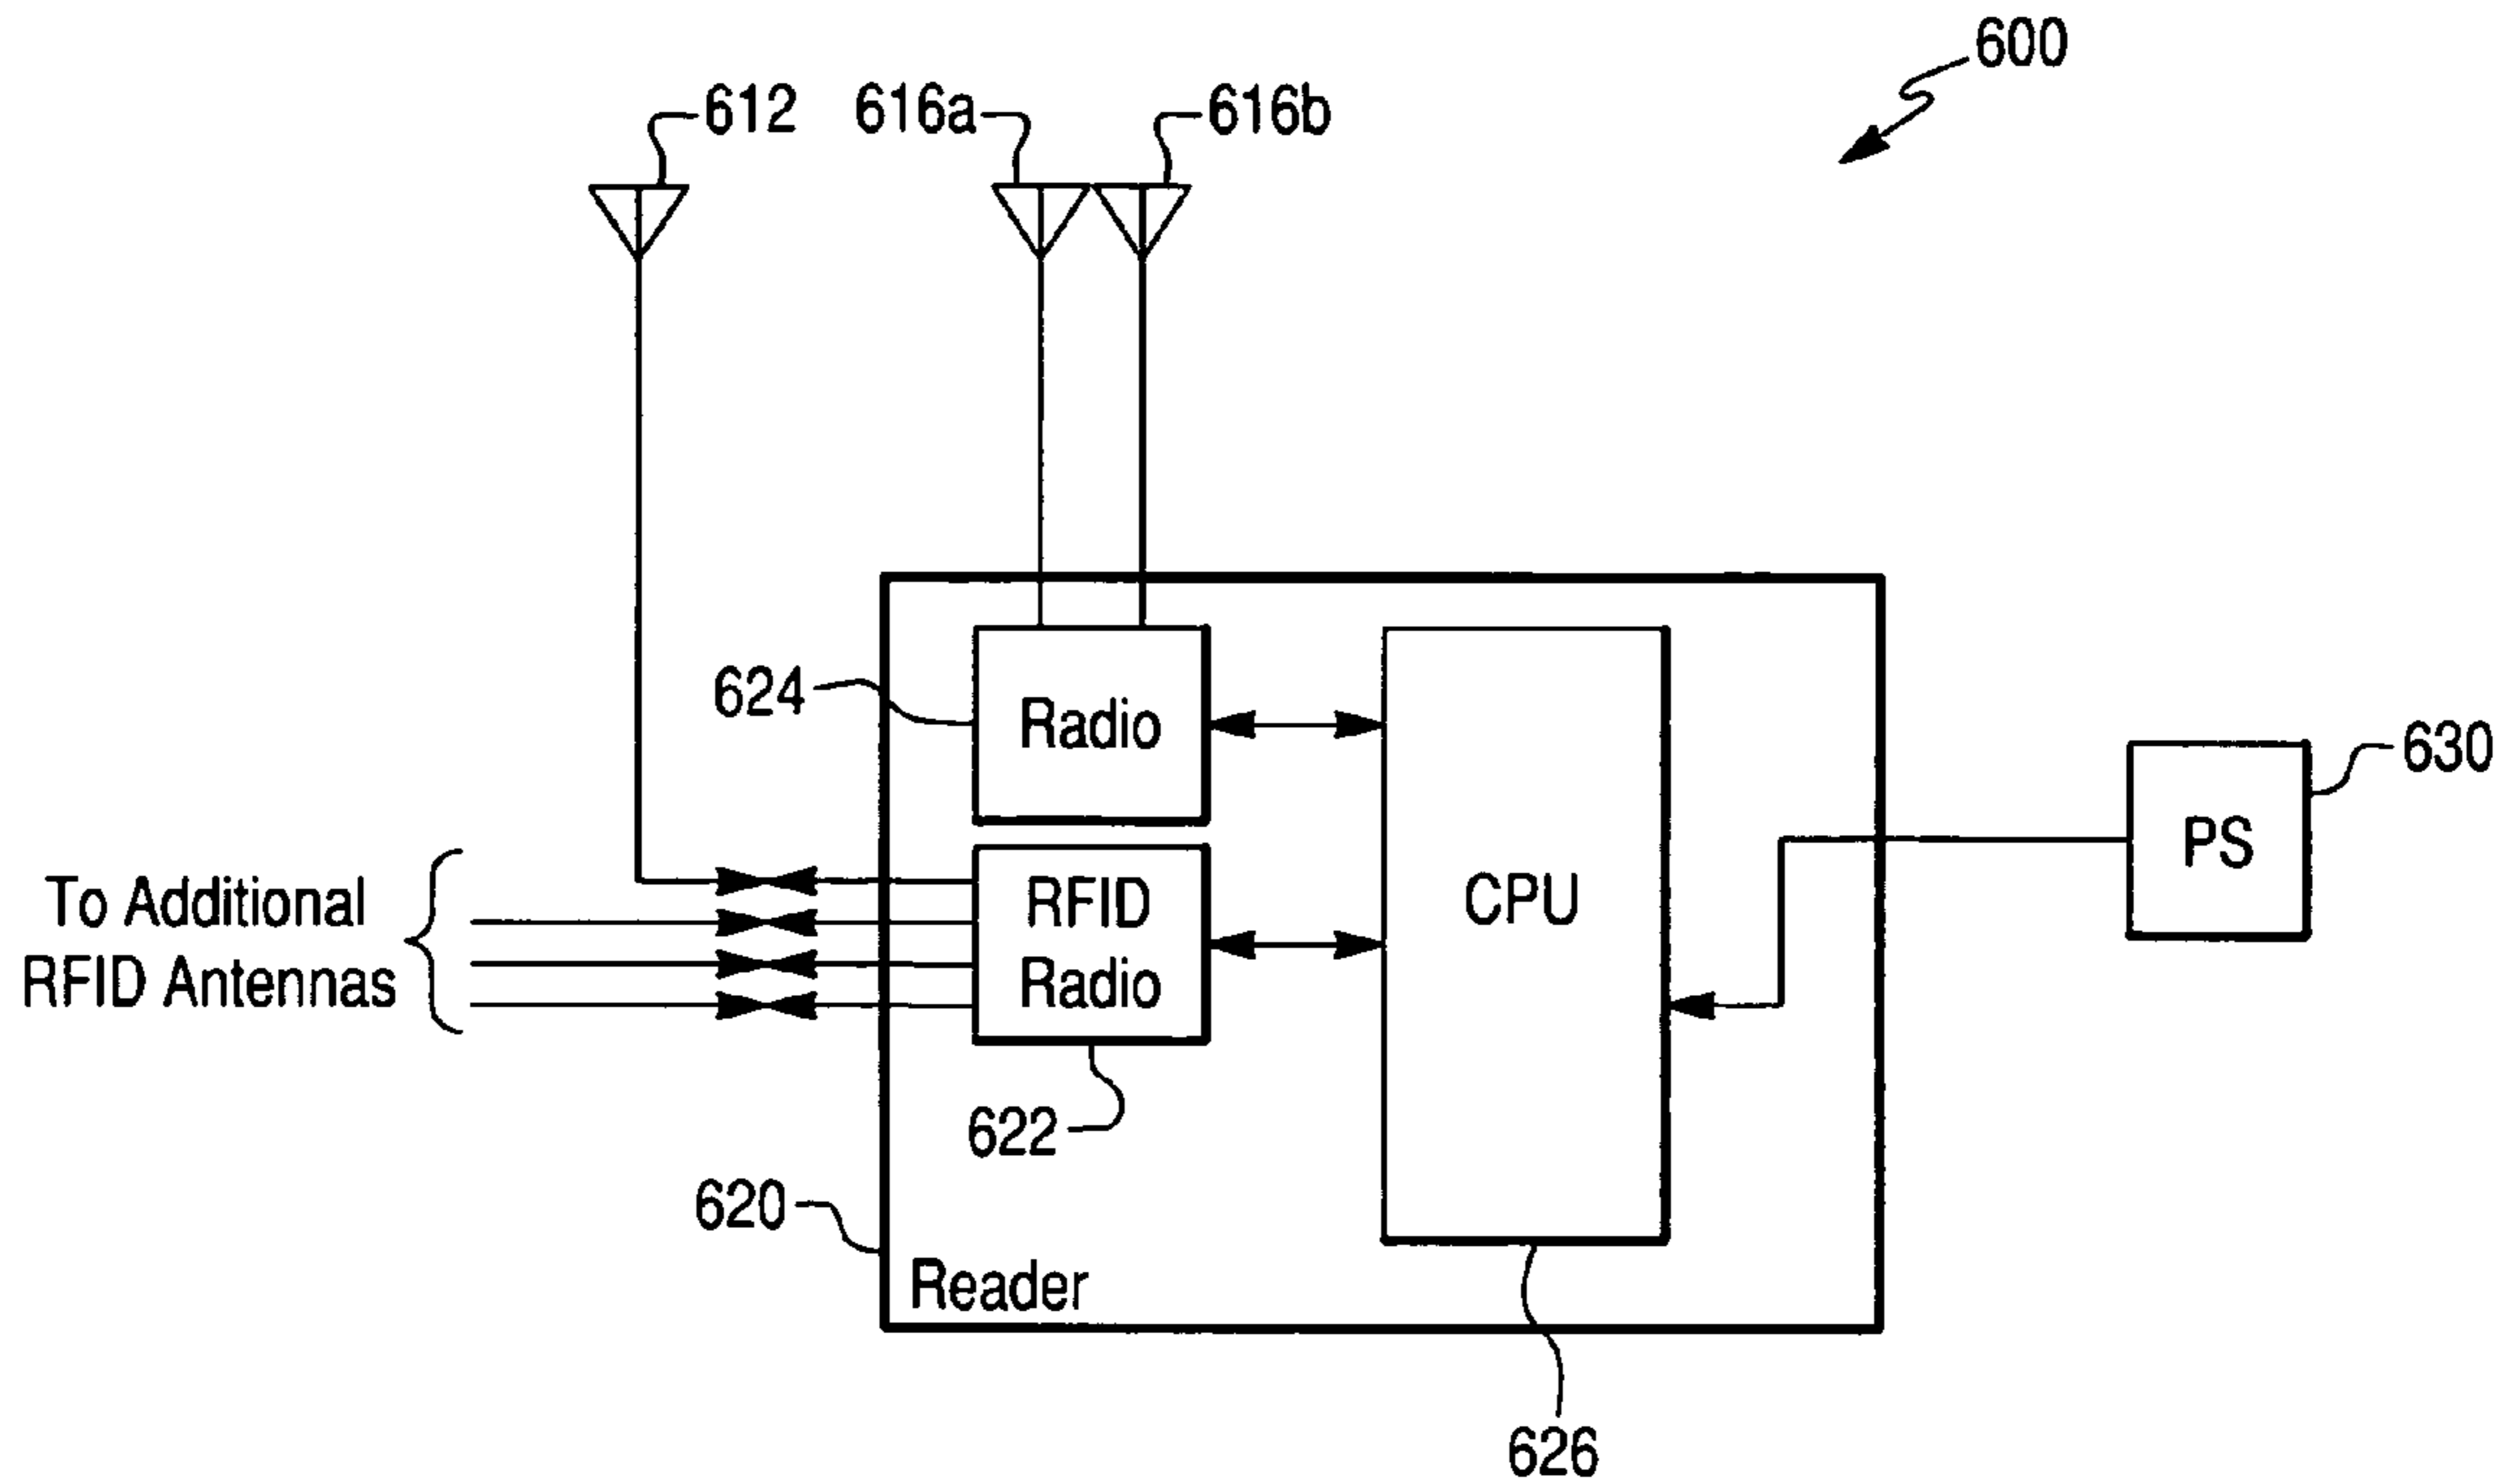 600
612
616a
616b
624
Radio
630
PS
To Additional
RFID Antennas
RFID
Radio
CPU
622
620
Reader
626